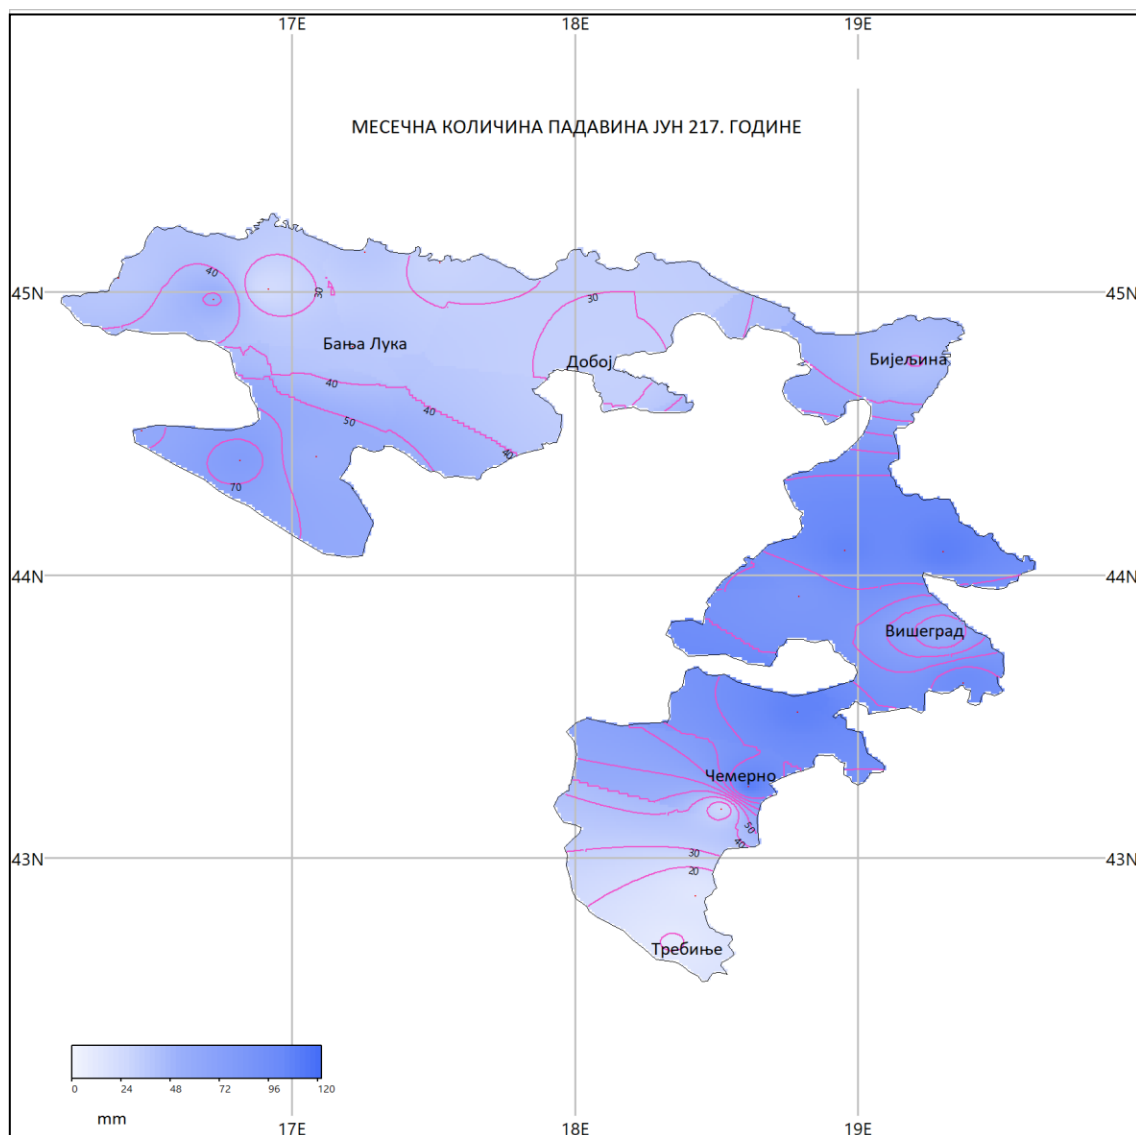 17E 18E 19E
МЕСЕЧНА КОЛИЧИНА ПАДАВИНА ЈУН 217. ГОДИНЕ
40
45N 30 30 45N
Бања Лука
Добој
Бијељина
40
40
50
40
70
44N 44N
Вишеград
Чемерно
50
40
30
43N 43N
20
Требиње
0 24 48 72 96 120
mm
17E 18E 19E